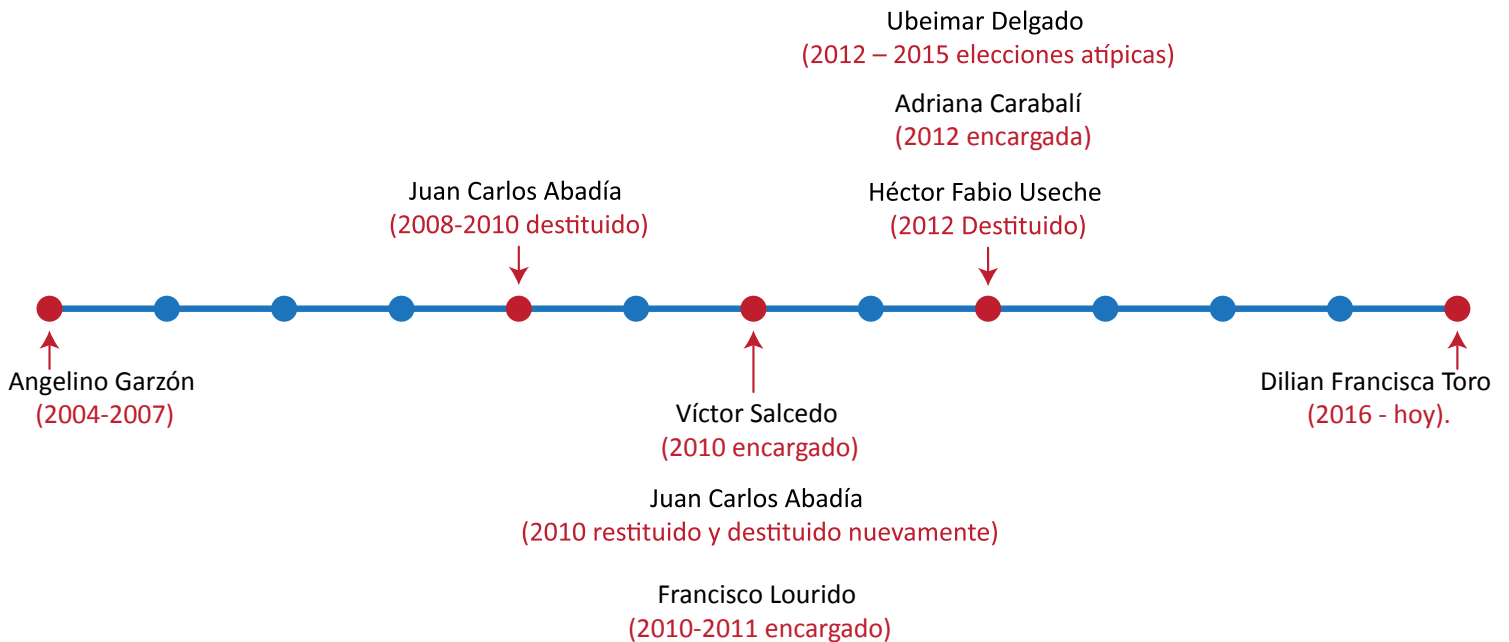 Ubeimar Delgado
(2012 – 2015 elecciones atípicas)
Adriana Carabalí
(2012 encargada)
Juan Carlos Abadía
(2008-2010 destituido)
Héctor Fabio Useche
(2012 Destituido)
Angelino Garzón
(2004-2007)
Víctor Salcedo
(2010 encargado)
Juan Carlos Abadía
(2010 restituido y destituido nuevamente)
Francisco Lourido
(2010-2011 encargado)
Dilian Francisca Toro
(2016 - hoy).